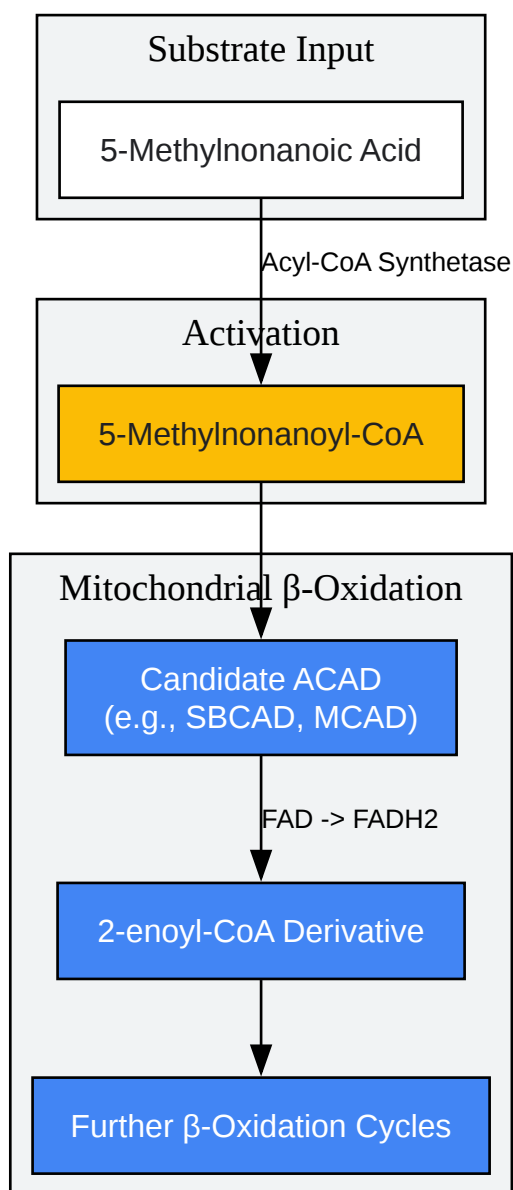 Substrate Input
5-Methylnonanoic Acid
Acyl-CoA Synthetase
Activation
5-Methylnonanoyl-CoA
Mitochondrial β-Oxidation
Candidate ACAD
(e.g., SBCAD, MCAD)
FAD -> FADH2
2-enoyl-CoA Derivative
Further β-Oxidation Cycles